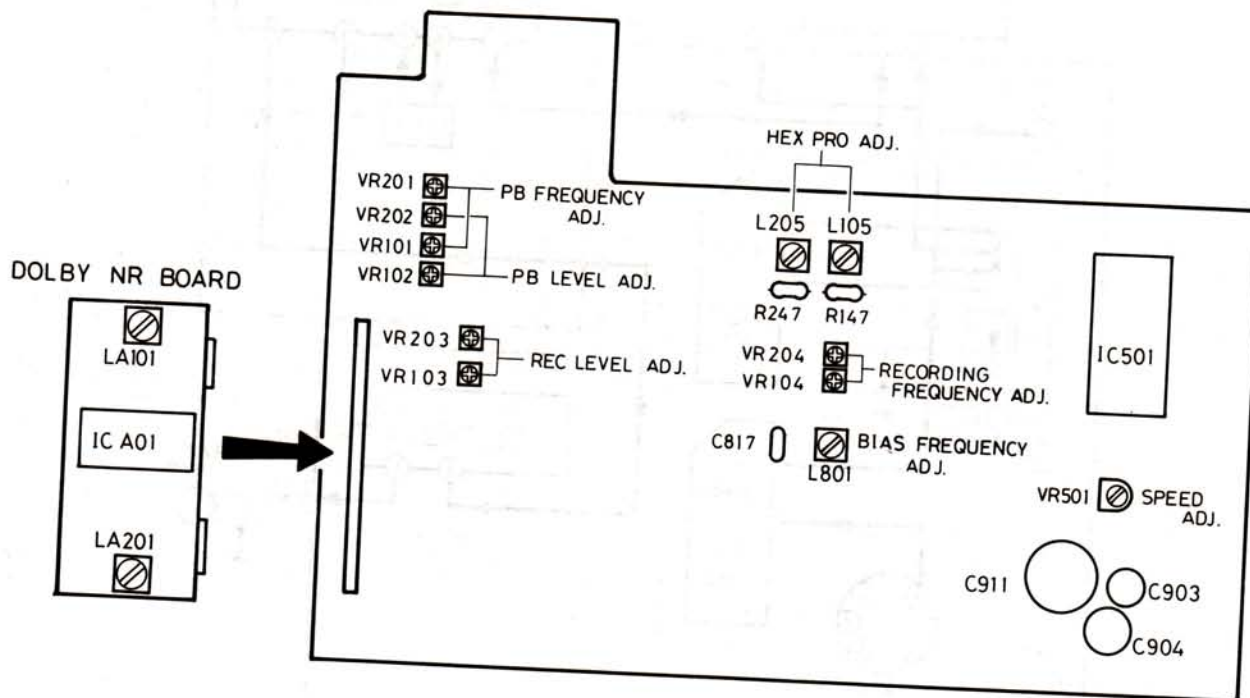 HEX PRO ADJ.
VR201
PB FREQUENCY
ADJ.
VR202
VR101
VR102
PB LEVEL ADJ.
L205
L105
R247
R147
DOLBY NR BOARD
LA101
IC A01
LA201
VR203
REC LEVEL ADJ.
VR103
VR204
RECORDING
FREQUENCY ADJ.
VR104
IC501
C817
L801
BIAS FREQUENCY
ADJ.
VR501
SPEED
ADJ.
C911
C903
C904